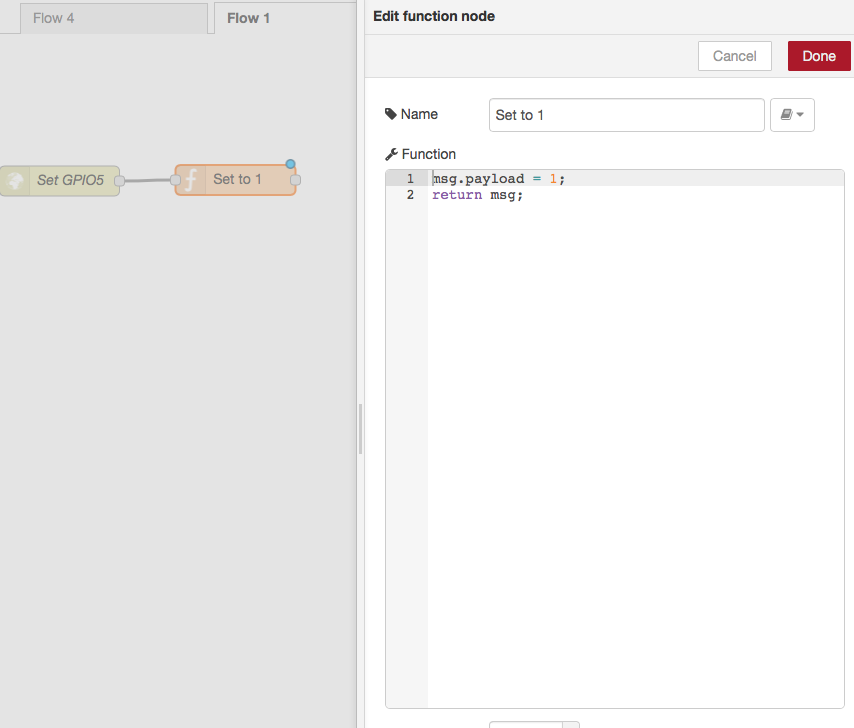 Flow 4
Flow 1
Edit function node
Cancel
Done
Name
Set to 1
Set GPIO5
Set to 1
Function
1 msg.payload = 1;
2 return msg;